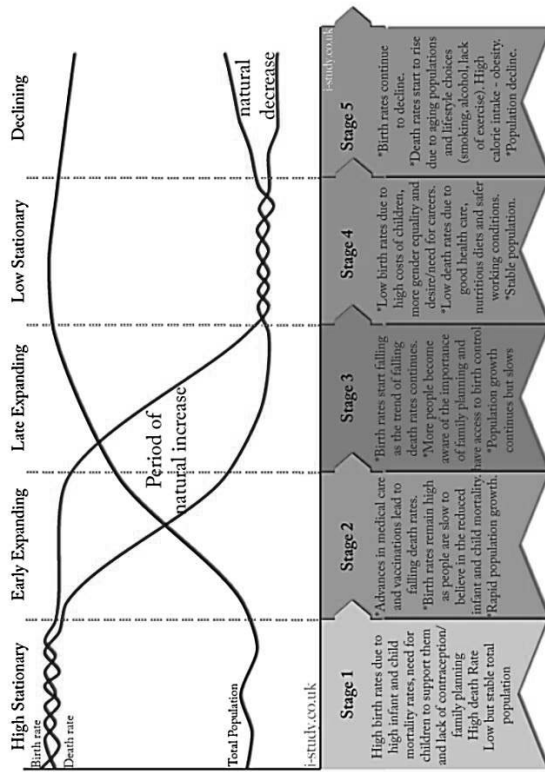 High Stationary
Early Expanding
Late Expanding
Low Stationary
Declining
Birth rate
Death rate
Total Population
Period of
natural increase
natural
decrease
i-study.co.uk
i-study.co.uk
Stage 1
High birth rates due to
high infant and child
mortality rates, need for
children to support them
and lack of contraception/
family planning
High death Rate
Low but stable total
population
Stage 2
*Advances in medical care
and vaccinations lead to
falling death rates.
*Birth rates remain high
as people are slow to
believe in the reduced
infant and child mortality.
*Rapid population growth.
Stage 3
*Birth rates start falling
as the trend of falling
death rates continues.
*More people become
aware of the importance
of family planning and
have access to birth control
*Population growth
continues but slows
Stage 4
*Low birth rates due to
high costs of children,
more gender equality and
desire/need for careers.
*Low death rates due to
good health care,
nutritious diets and safer
working conditions.
*Stable population.
Stage 5
*Birth rates continue
to decline.
*Death rates start to rise
due to aging populations
and lifestyle choices
(smoking, alcohol, lack
of exercise). High
calorie intake - obesity.
*Population decline.